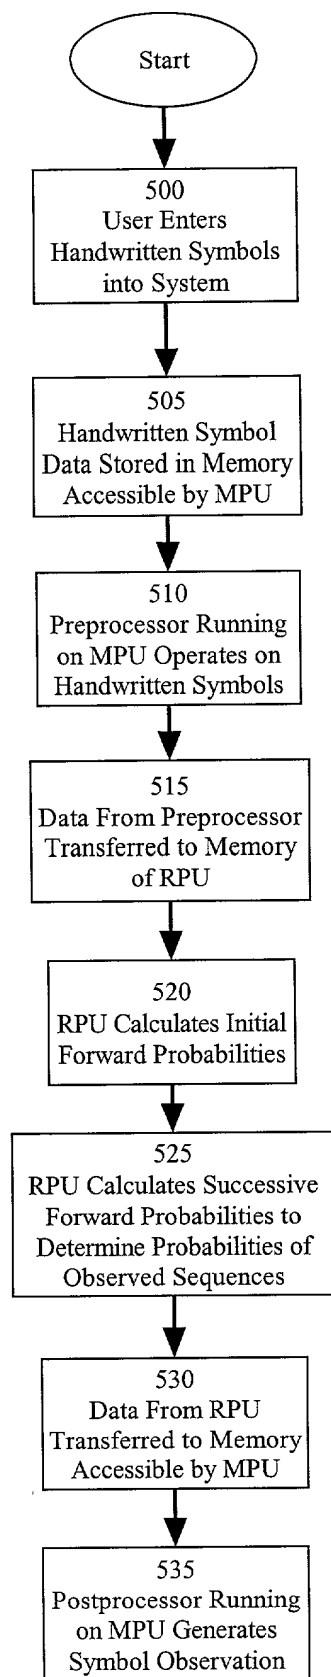 Start
500
User Enters
Handwritten Symbols
into System
505
Handwritten Symbol
Data Stored in Memory
Accessible by MPU
510
Preprocessor Running
on MPU Operates on
Handwritten Symbols
515
Data From Preprocessor
Transferred to Memory
of RPU
520
RPU Calculates Initial
Forward Probabilities
525
RPU Calculates Successive
Forward Probabilities to
Determine Probabilities of
Observed Sequences
530
Data From RPU
Transferred to Memory
Accessible by MPU
535
Postprocessor Running
on MPU Generates
Symbol Observation